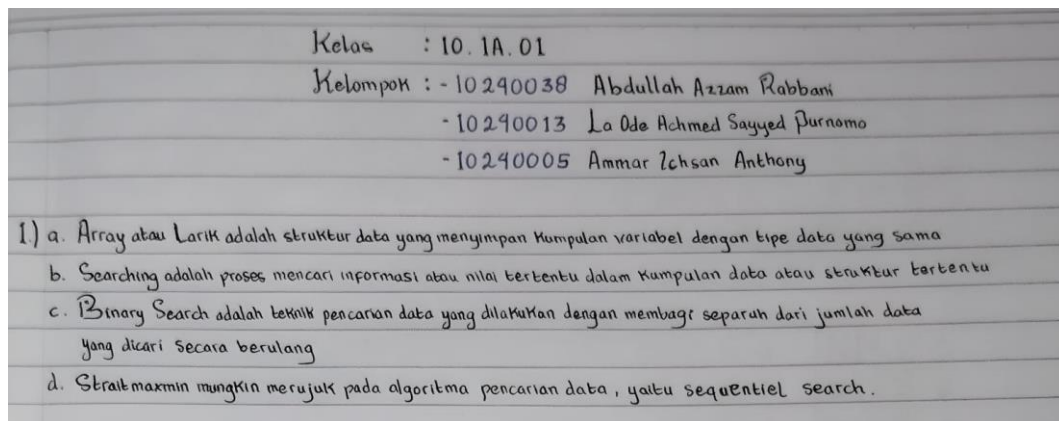 Kelas : 10.1A.01
Kelompok : - 10240038 Abdullah Azzam Rabbani
- 10240013 La Ode Achmed Sayyed Purnomo
- 10240005 Ammar Ichsan Anthony
1.) a. Array atau Larik adalah struktur data yang menyimpan kumpulan variabel dengan tipe data yang sama
b. Searching adalah proses mencari informasi atau nilai tertentu dalam kumpulan data atau struktur tertentu
c. Binary Search adalah teknik pencarian data yang dilakukan dengan membagi separuh dari jumlah data
yang dicari secara berulang
d. Straitmaxmin mungkin merujuk pada algoritma pencarian data, yaitu sequentiel search.